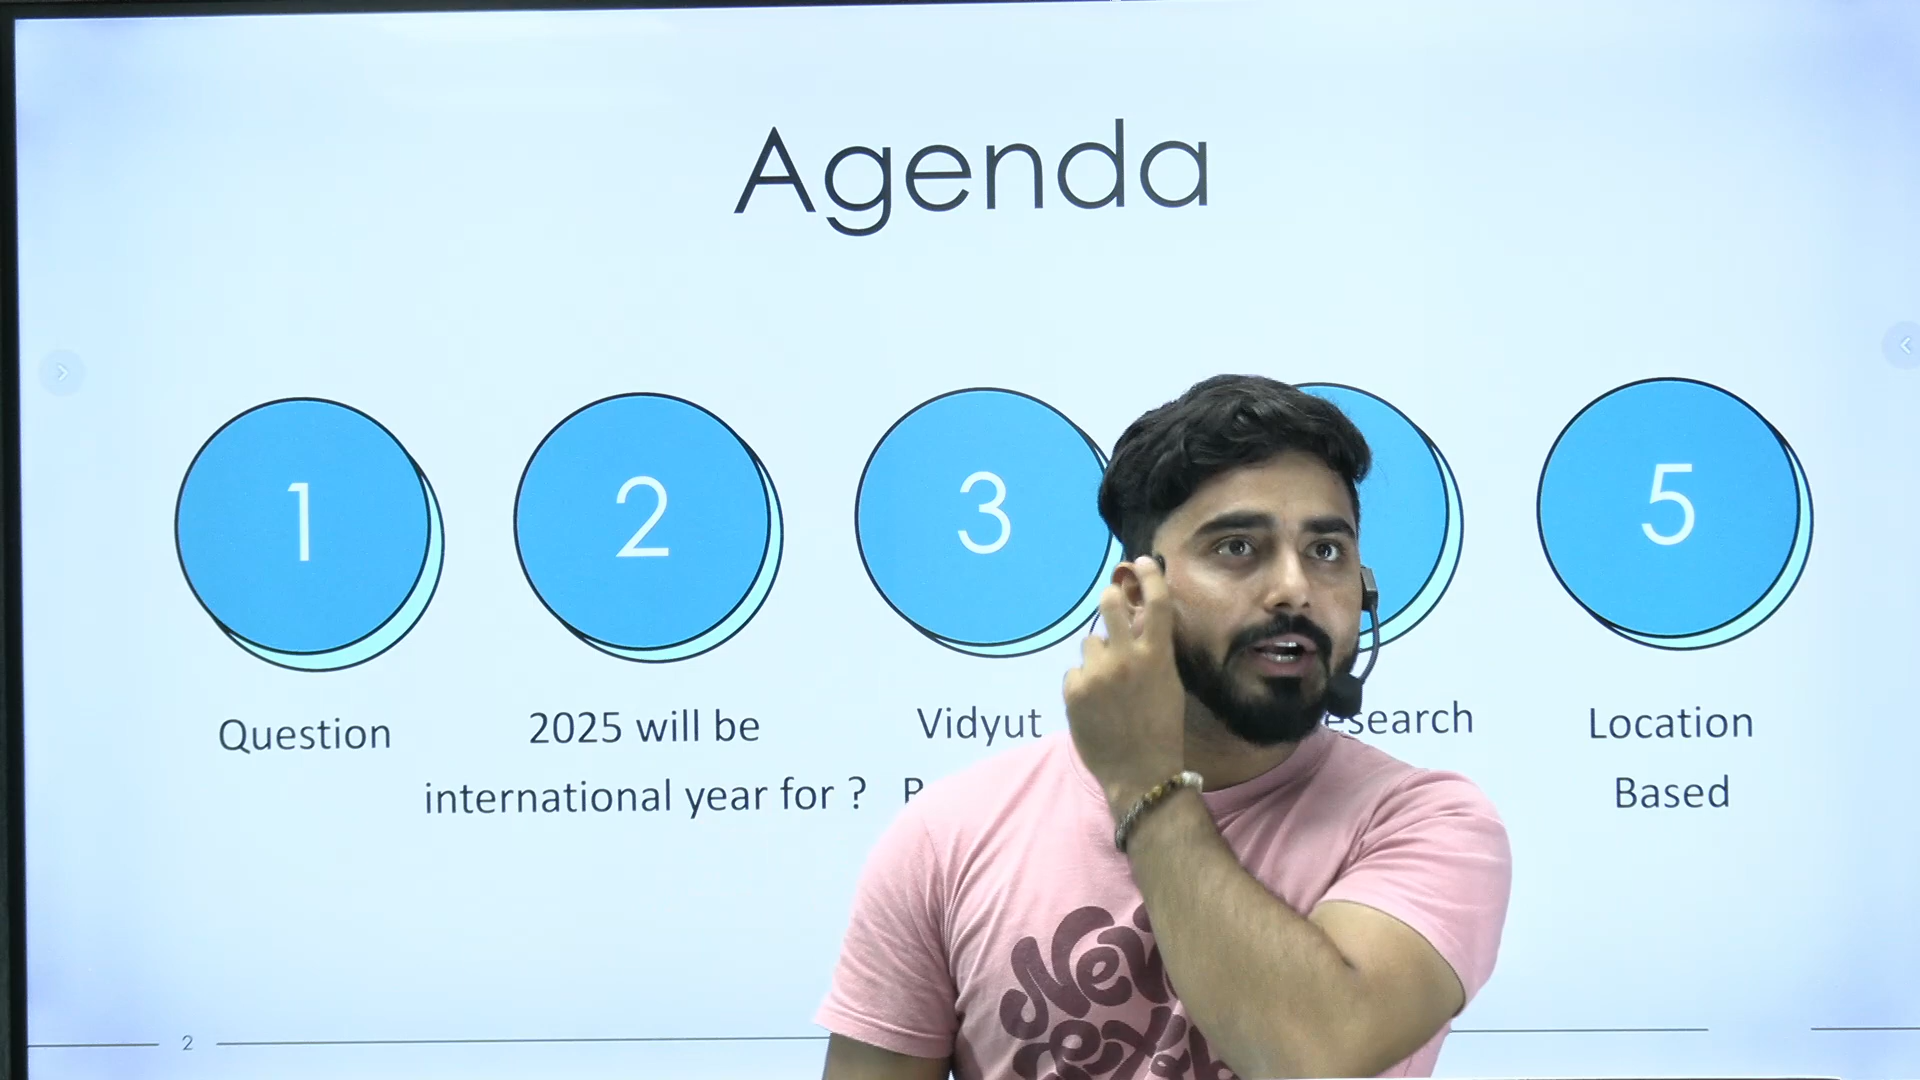 Agenda
1
2
3
5
Question
2025 will be
international year for ?
Vidyut
Location
Based
2